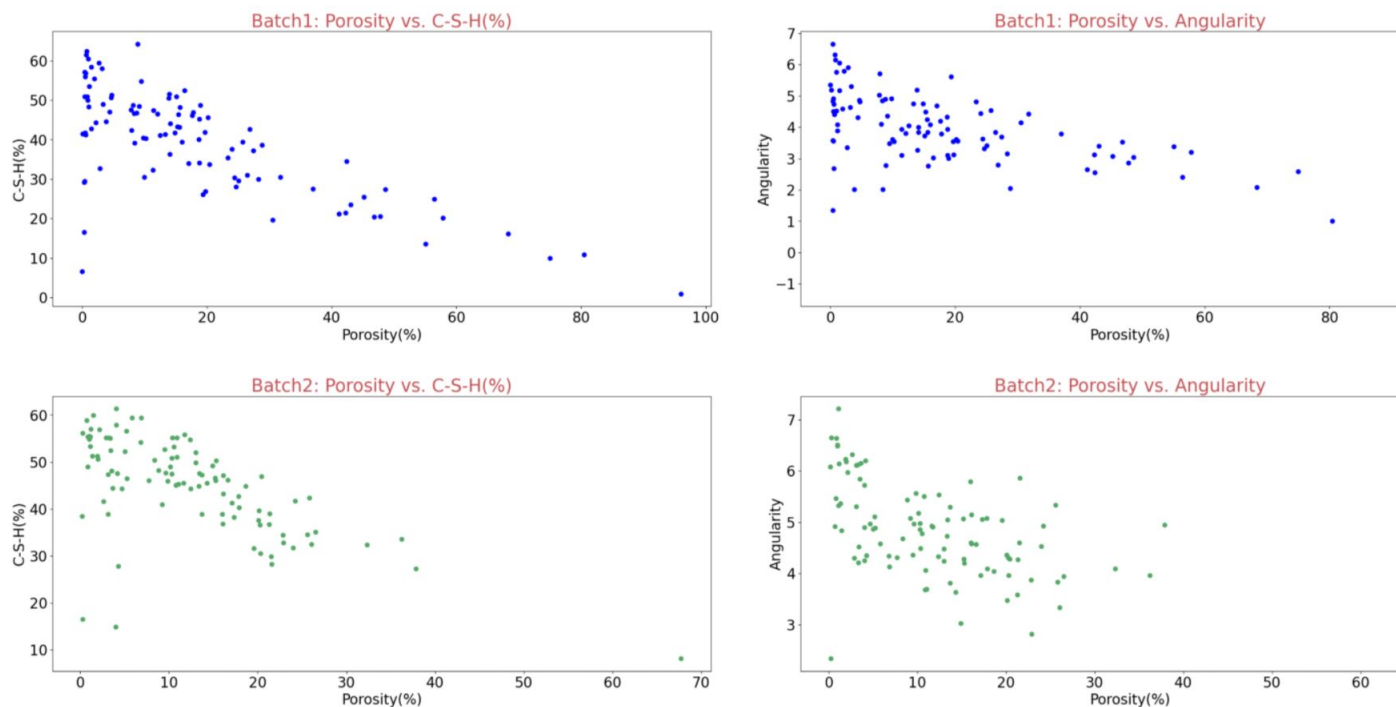 Batch1: Porosity vs. C-S-H(%)
C-S-H(%)
60
50
40
30
20
10
0
0 20 40 60 80 100
Porosity(%)
Batch1: Porosity vs. Angularity
Angularity
7
6
5
4
3
2
1
0
−1
0 20 40 60 80
Porosity(%)
Batch2: Porosity vs. C-S-H(%)
C-S-H(%)
60
50
40
30
20
10
0 10 20 30 40 50 60 70
Porosity(%)
Batch2: Porosity vs. Angularity
Angularity
7
6
5
4
3
0 10 20 30 40 50 60
Porosity(%)